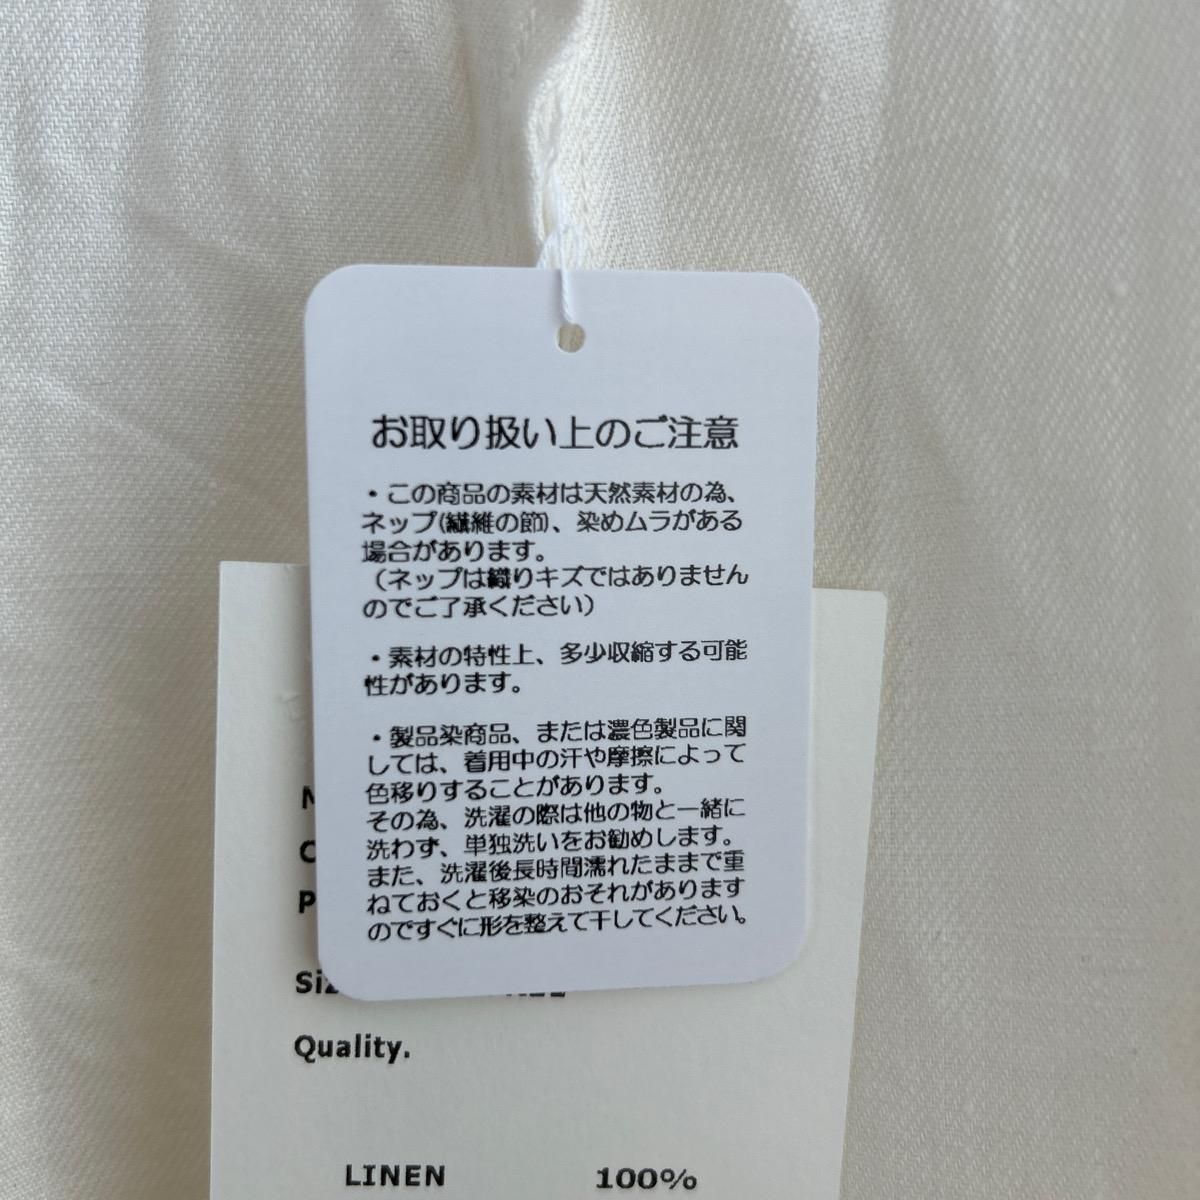 お取り扱い上のご注意
・この商品の素材は天然素材の為、
ネップ(繊維の節)、染めムラがある
場合があります。
（ネップは織りキズではありません
のでご了承ください）
・素材の特性上、多少収縮する可能
性があります。
・製品染商品、または濃色製品に関
しては、着用中の汗や摩擦によって
色移りすることがあります。
その為、洗濯の際は他の物と一緒に
洗わず、単独洗いをお勧めします。
また、洗濯後長時間濡れたままで重
ねておくと移染のおそれがあります
のですぐに形を整えて干してください。
Quality.
LINEN 100%